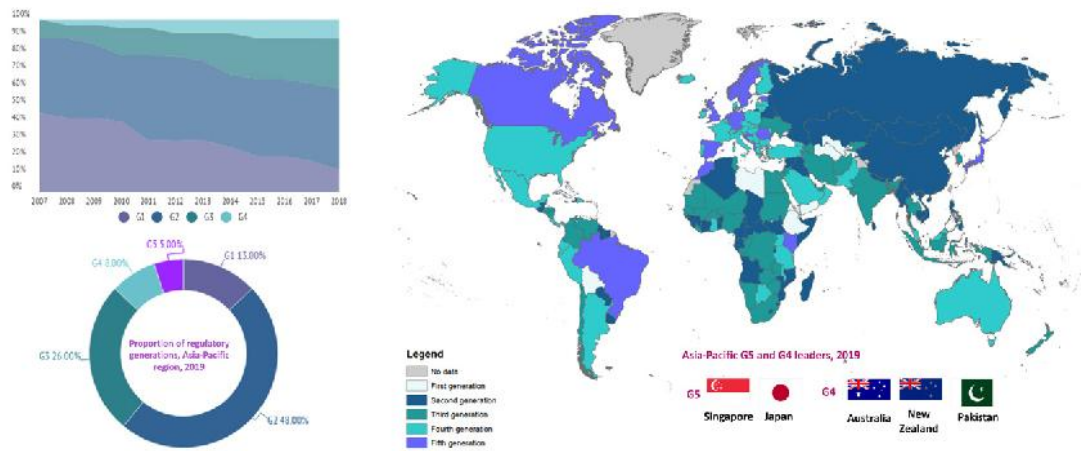 100%
90%
80%
70%
60%
50%
40%
30%
20%
10%
0%
2007 2008 2009 2010 2011 2012 2013 2014 2015 2016 2017 2018
G1 G2 G3 G4
G5 5.00%
G4 8.00%
G1 13.00%
Proportion of regulatory
generations, Asia-Pacific
region, 2019
G3 26.00%
G2 48.00%
Legend
No data
First generation
Second generation
Third generation
Fourth generation
Fifth generation
Asia-Pacific G5 and G4 leaders, 2019
G5
Singapore
Japan
G4
Australia
New
Zealand
Pakistan